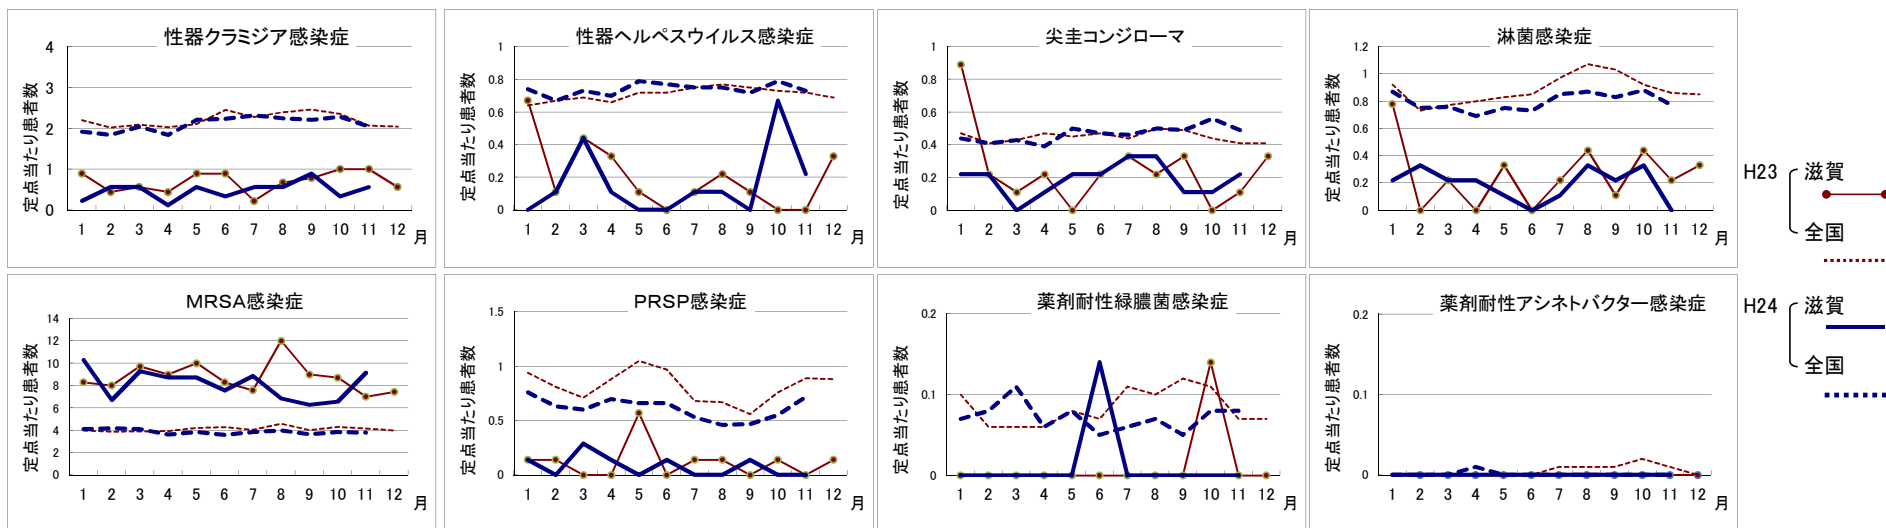 性器クラミジア感染症
定点当たり患者数
4
3
2
1
0
1 2 3 4 5 6 7 8 9 10 11 12 月
性器ヘルペスウイルス感染症
定点当たり患者数
1
0.8
0.6
0.4
0.2
0
1 2 3 4 5 6 7 8 9 10 11 12 月
尖圭コンジローマ
定点当たり患者数
1
0.8
0.6
0.4
0.2
0
1 2 3 4 5 6 7 8 9 10 11 12 月
淋菌感染症
定点当たり患者数
1.2
1
0.8
0.6
0.4
0.2
0
1 2 3 4 5 6 7 8 9 10 11 12 月
H23 滋賀
全国
MRSA感染症
定点当たり患者数
14
12
10
8
6
4
2
0
1 2 3 4 5 6 7 8 9 10 11 12 月
PRSP感染症
定点当たり患者数
1.5
1
0.5
0
1 2 3 4 5 6 7 8 9 10 11 12 月
薬剤耐性緑膿菌感染症
定点当たり患者数
0.2
0.1
0
1 2 3 4 5 6 7 8 9 10 11 12 月
薬剤耐性アシネトバクター感染症
定点当たり患者数
0.2
0.1
0
1 2 3 4 5 6 7 8 9 10 11 12 月
H24 滋賀
全国